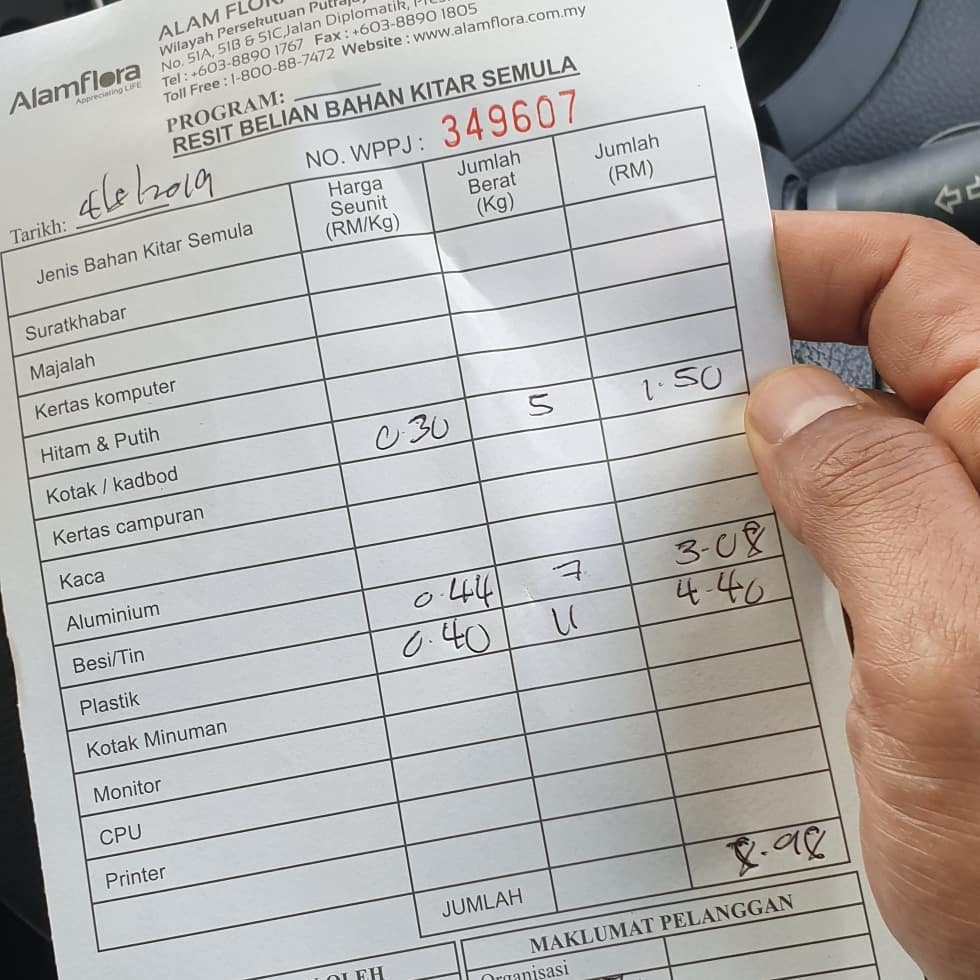 Alamflora
Appreciating LIFE
ALAM FLOR
Wilayah Persekutuan Putraj
No. 51A, 51B & 51C, Jalan Diplomatik,
Tel : +603-8890 1767 Fax : +603-8890 1805
Toll Free : 1-800-88-7472 Website : www.alamflora.com.my
PROGRAM:
RESIT BELIAN BAHAN KITAR SEMULA
NO. WPPJ : 349607
Tarikh:
Jenis Bahan Kitar Semula Harga Seunit (RM/Kg) Jumlah Berat (Kg) Jumlah (RM)
Suratkhabar
Majalah
Kertas komputer
Hitam & Putih
Kotak / kadbod 0.30 5 1.50
Kertas campuran
Kaca
Aluminium
Besi/Tin 0.44 7 3.08
Plastik 0.40 11 4.40
Kotak Minuman
Monitor
CPU
Printer
JUMLAH 8.98
OLEH
MAKLUMAT PELANGGAN
Organisasi